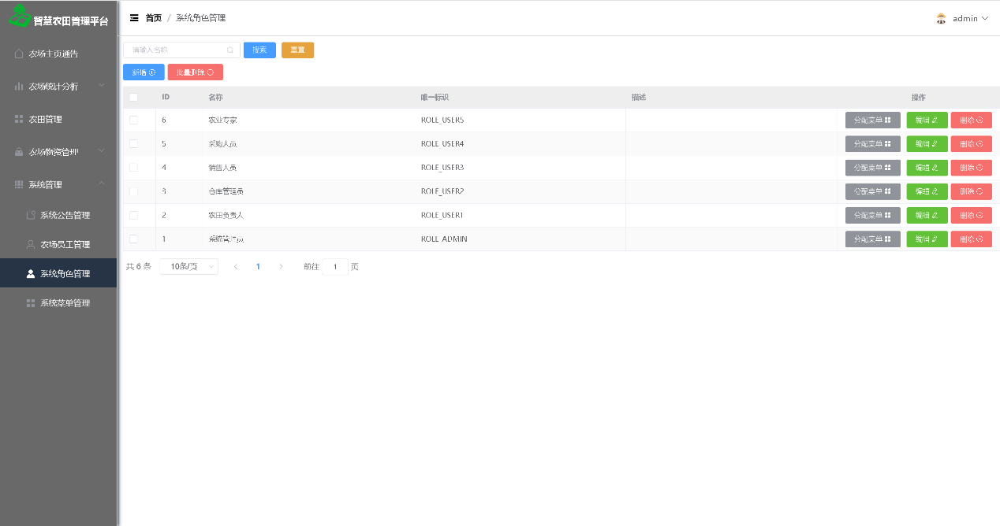 智慧农田管理平台
首页 / 系统角色管理
admin
农场主页通告
农场统计分析
农田管理
农场物资管理
系统管理
系统公告管理
农场员工管理
系统角色管理
系统菜单管理
请输入名称 搜索 重置
新增 批量删除
ID 名称 唯一标识 描述 操作
6 农业专家 ROLE_USER5 分配菜单 编辑 删除
5 采购人员 ROLE_USER4 分配菜单 编辑 删除
4 销售人员 ROLE_USER3 分配菜单 编辑 删除
3 仓库管理员 ROLE_USER2 分配菜单 编辑 删除
2 农田负责人 ROLE_USER1 分配菜单 编辑 删除
1 系统管理员 ROLE_ADMIN 分配菜单 编辑 删除
共 6 条 10条/页 1 前往 1 页